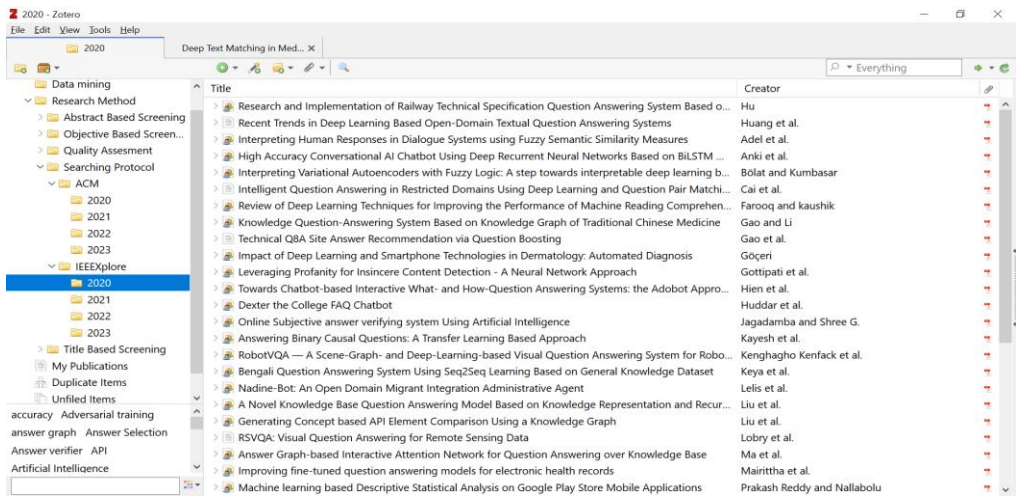 2020 - Zotero
File Edit View Tools Help
2020
Deep Text Matching in Med...
Everything
Data mining
Research Method
Abstract Based Screening
Objective Based Screen...
Quality Assesment
Searching Protocol
ACM
2020
2021
2022
2023
IEEEXplore
2020
2021
2022
2023
Title Based Screening
My Publications
Duplicate Items
Unfiled Items
accuracy Adversarial training
answer graph Answer Selection
Answer verifier API
Artificial Intelligence
Title Creator
Research and Implementation of Railway Technical Specification Question Answering System Based o... Hu
Recent Trends in Deep Learning Based Open-Domain Textual Question Answering Systems Huang et al.
Interpreting Human Responses in Dialogue Systems using Fuzzy Semantic Similarity Measures Adel et al.
High Accuracy Conversational AI Chatbot Using Deep Recurrent Neural Networks Based on BiLSTM ... Anki et al.
Interpreting Variational Autoencoders with Fuzzy Logic: A step towards interpretable deep learning b... Bölat and Kumbasar
Intelligent Question Answering in Restricted Domains Using Deep Learning and Question Pair Matchi... Cai et al.
Review of Deep Learning Techniques for Improving the Performance of Machine Reading Comprehen... Farooq and kaushik
Knowledge Question-Answering System Based on Knowledge Graph of Traditional Chinese Medicine Gao and Li
Technical Q8A Site Answer Recommendation via Question Boosting Gao et al.
Impact of Deep Learning and Smartphone Technologies in Dermatology: Automated Diagnosis Göçeri
Leveraging Profanity for Insincere Content Detection - A Neural Network Approach Gottipati et al.
Towards Chatbot-based Interactive What- and How-Question Answering Systems: the Adobot Appro... Hien et al.
Dexter the College FAQ Chatbot Huddar et al.
Online Subjective answer verifying system Using Artificial Intelligence Jagadamba and Shree G.
Answering Binary Causal Questions: A Transfer Learning Based Approach Kayesh et al.
RobotVQA — A Scene-Graph- and Deep-Learning-based Visual Question Answering System for Robo... Kenghagho Kenfack et al.
Bengali Question Answering System Using Seq2Seq Learning Based on General Knowledge Dataset Keya et al.
Nadine-Bot: An Open Domain Migrant Integration Administrative Agent Lelis et al.
A Novel Knowledge Base Question Answering Model Based on Knowledge Representation and Recur... Liu et al.
Generating Concept based API Element Comparison Using a Knowledge Graph Liu et al.
RSVQA: Visual Question Answering for Remote Sensing Data Lobry et al.
Answer Graph-based Interactive Attention Network for Question Answering over Knowledge Base Ma et al.
Improving fine-tuned question answering models for electronic health records Mairittha et al.
Machine learning based Descriptive Statistical Analysis on Google Play Store Mobile Applications Prakash Reddy and Nallabolu